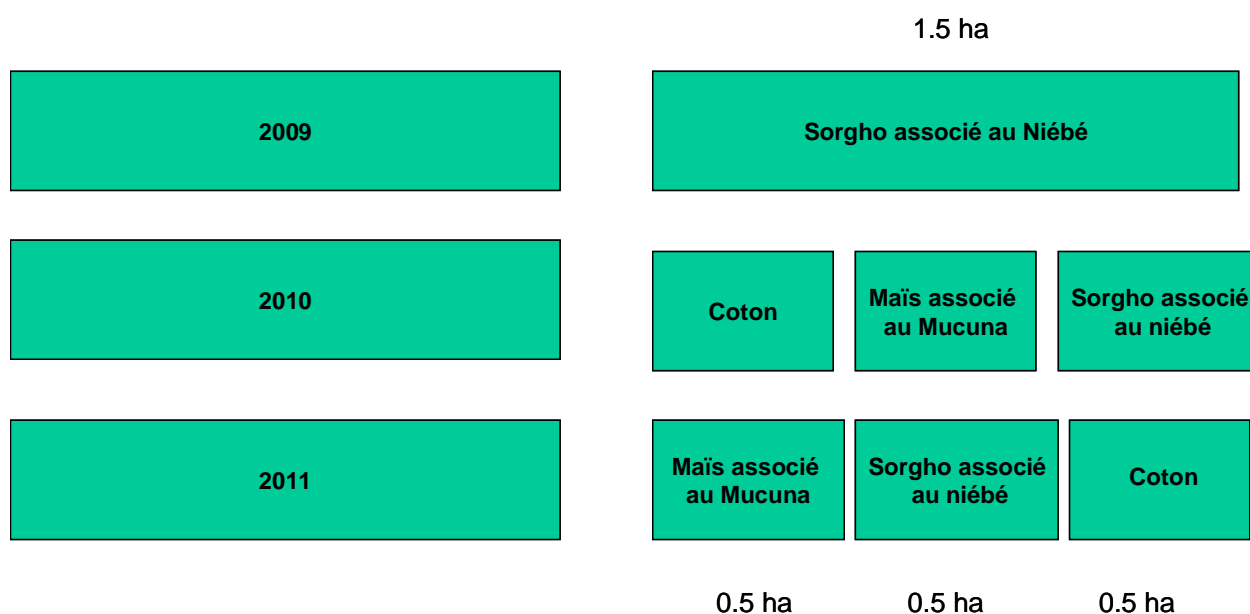 1.5 ha
2009
Sorgho associé au Niébé
2010
Coton
Maïs associé
au Mucuna
Sorgho associé
au niébé
2011
Maïs associé
au Mucuna
Sorgho associé
au niébé
Coton
0.5 ha
0.5 ha
0.5 ha